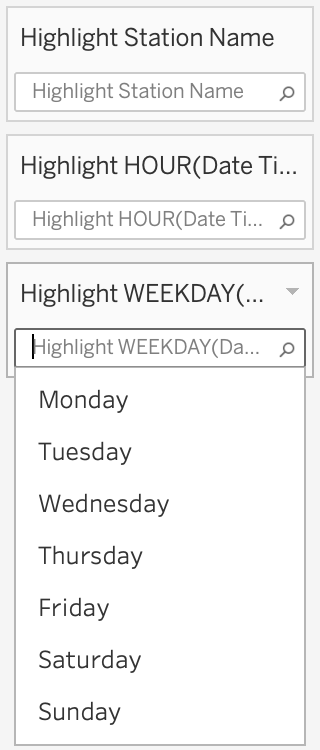 Highlight Station Name
Highlight Station Name
Highlight HOUR(Date Ti...
Highlight HOUR(Date Ti...
Highlight WEEKDAY(...
Highlight WEEKDAY(Da...
Monday
Tuesday
Wednesday
Thursday
Friday
Saturday
Sunday